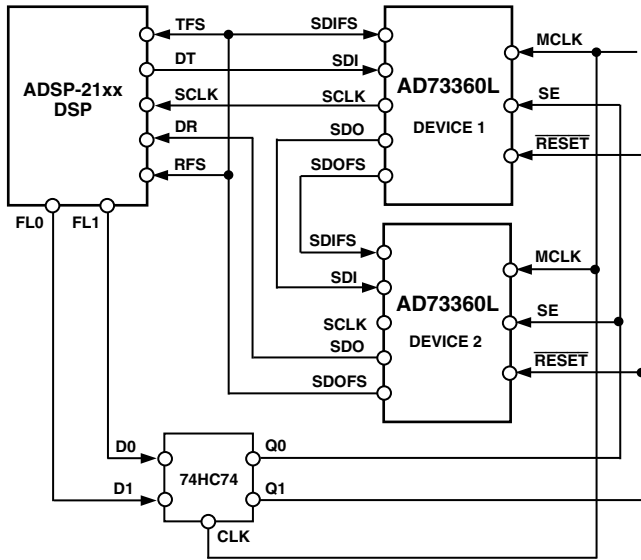 TFS
SDIFS
MCLK
DT
SDI
ADSP-21xx
DSP
AD73360L
SCLK
SCLK
SE
DEVICE 1
DR
SDO
RESET
RFS
SDOFS
FL0
FL1
SDIFS
MCLK
SDI
AD73360L
SCLK
SE
DEVICE 2
SDO
RESET
SDOFS
D0
Q0
74HC74
D1
Q1
CLK